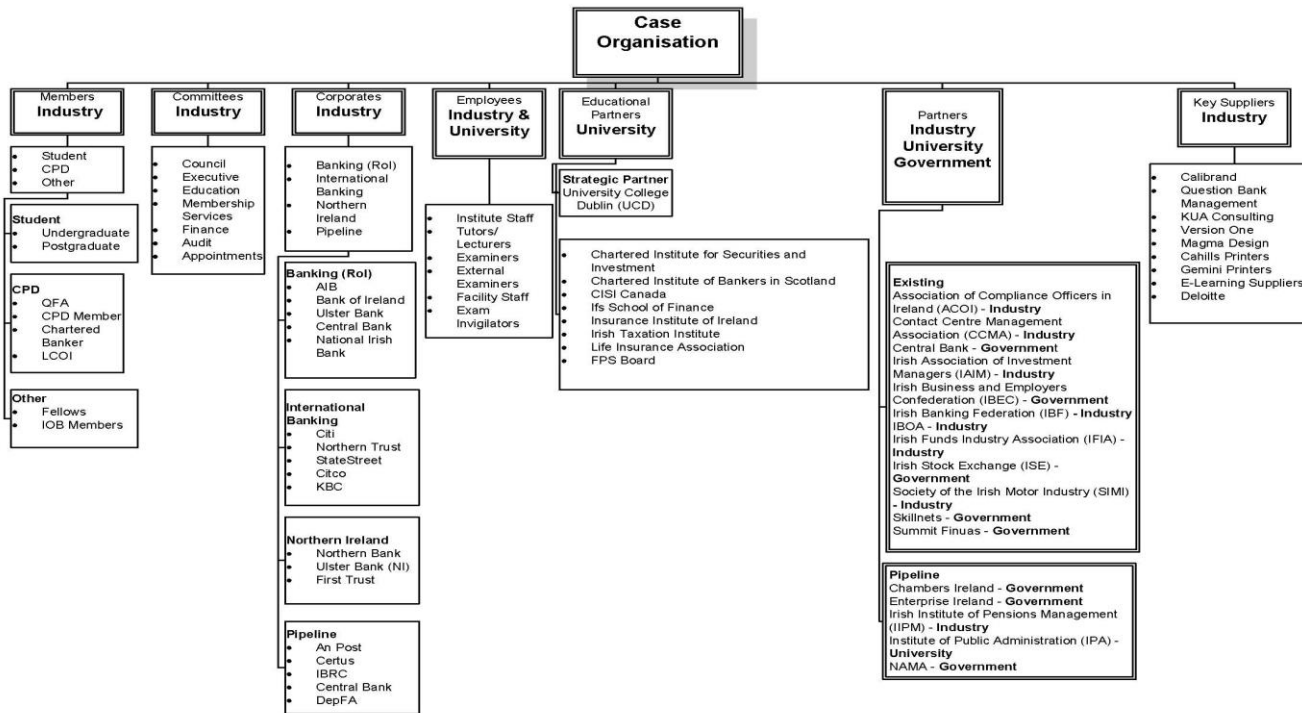 Case
Organisation
Members
Industry
Student
CPD
Other
Student
Undergraduate
Postgraduate
CPD
QFA
CPD Member
Chartered
Banker
LCOI
Other
Fellows
IOB Members
Committees
Industry
Council
Executive
Education
Membership
Services
Finance
Audit
Appointments
Corporates
Industry
Banking (RoI)
International
Banking
Northern
Ireland
Pipeline
Banking (RoI)
AIB
Bank of Ireland
Ulster Bank
Central Bank
National Irish
Bank
International
Banking
Citi
Northern Trust
StateStreet
Citco
KBC
Northern Ireland
Northern Bank
Ulster Bank (NI)
First Trust
Pipeline
An Post
Certus
IBRC
Central Bank
DepFA
Employees
Industry &
University
Institute Staff
Tutors/
Lecturers
Examiners
External
Examiners
Facility Staff
Exam
Invigilators
Educational
Partners
University
Strategic Partner
University College
Dublin (UCD)
Chartered Institute for Securities and
Investment
Chartered Institute of Bankers in Scotland
CISI Canada
Ifs School of Finance
Insurance Institute of Ireland
Irish Taxation Institute
Life Insurance Association
FPS Board
Partners
Industry
University
Government
Existing
Association of Compliance Officers in
Ireland (ACOI) - Industry
Contact Centre Management
Association (CCMA) - Industry
Central Bank - Government
Irish Association of Investment
Managers (IAIM) - Industry
Irish Business and Employers
Confederation (IBEC) - Government
Irish Banking Federation (IBF) - Industry
IBOA - Industry
Irish Funds Industry Association (IFIA) -
Industry
Irish Stock Exchange (ISE) -
Government
Society of the Irish Motor Industry (SIMI)
- Industry
Skillnets - Government
Summit Finuas - Government
Pipeline
Chambers Ireland - Government
Enterprise Ireland - Government
Irish Institute of Pensions Management
(IIPM) - Industry
Institute of Public Administration (IPA) -
University
NAMA - Government
Key Suppliers
Industry
Calibrand
Question Bank
Management
KUA Consulting
Version One
Magma Design
Cahills Printers
Gemini Printers
E-Learning Suppliers
Deloitte